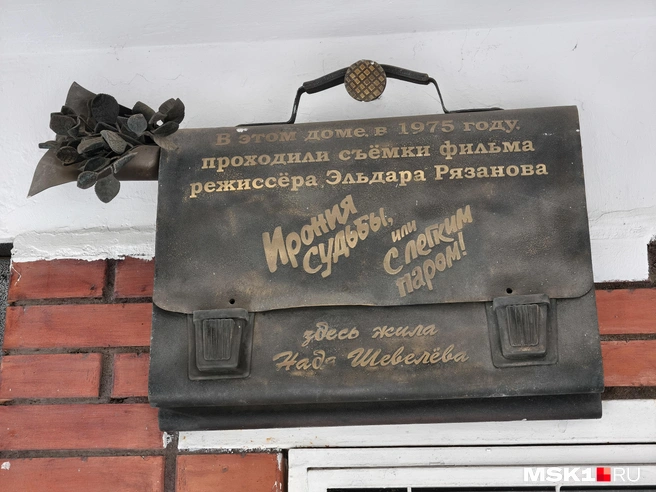 В этом доме, в 1975 году,
проходили съёмки фильма
режиссёра Эльдара Рязанова
Ирония
судьбы,
или
С легким
паром!
здесь жила
Надя Шевелёва
MSK1.RU